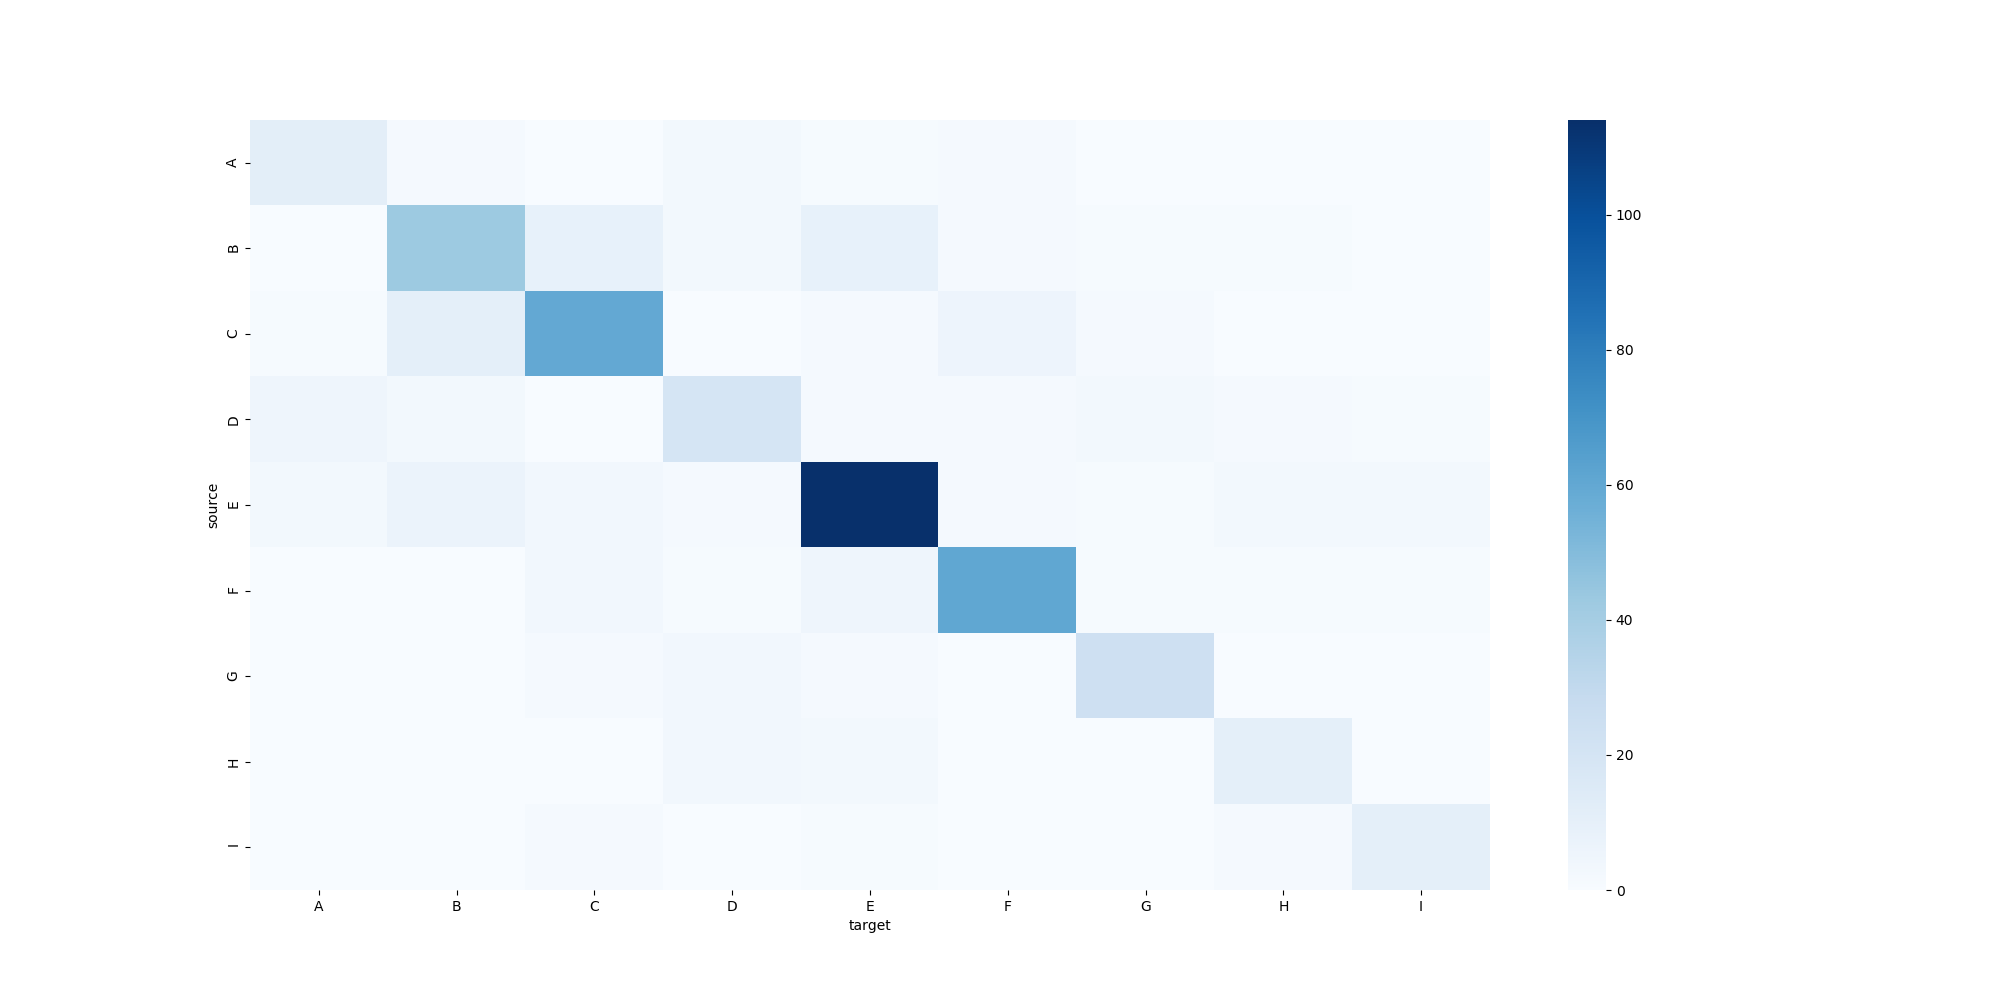 source
A
B
C
D
E
F
G
H
I
A B C D E F G H I
target
100
80
60
40
20
0